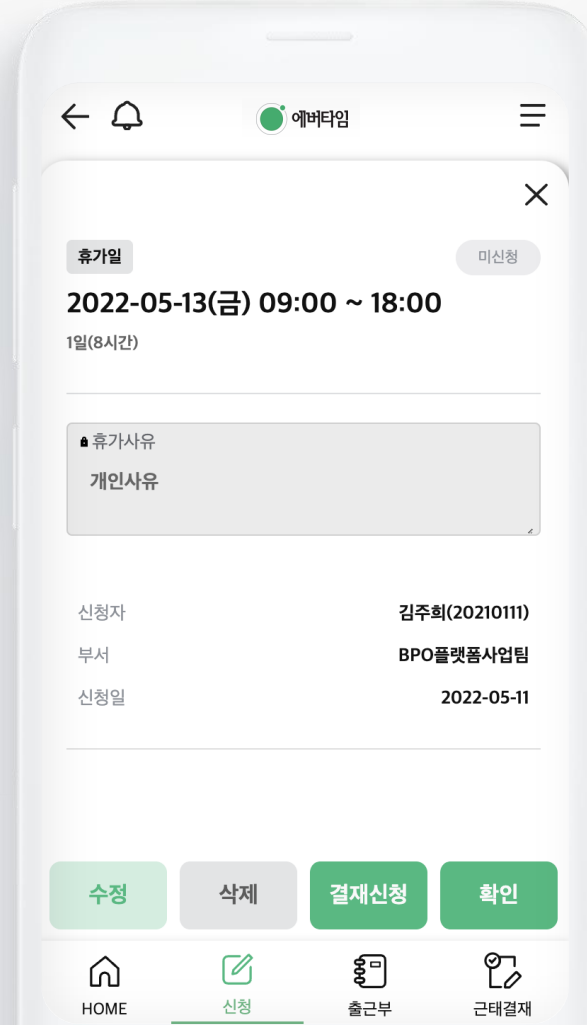 에버타임
휴가일
미신청
2022-05-13(금) 09:00 ~ 18:00
1일(8시간)
휴가사유
개인사유
신청자 김주희(20210111)
부서 BPO플랫폼사업팀
신청일 2022-05-11
수정 삭제 결재신청 확인
HOME 신청 출근부 근태결재